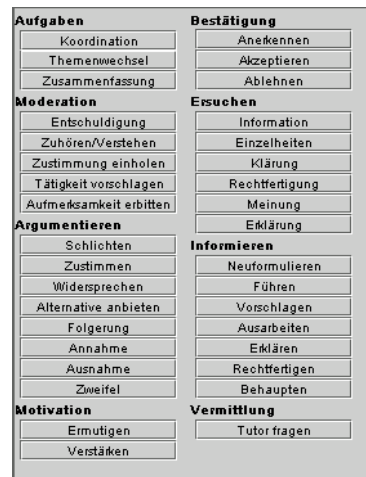 Aufgaben
Koordination
Themenwechsel
Zusammenfassung
Moderation
Entschuldigung
Zuhören/Verstehen
Zustimmung einholen
Tätigkeit vorschlagen
Aufmerksamkeit erbitten
Argumentieren
Schlichten
Zustimmen
Widersprechen
Alternative anbieten
Folgerung
Annahme
Ausnahme
Zweifel
Motivation
Ermutigen
Verstärken
Bestätigung
Anerkennen
Akzeptieren
Ablehnen
Ersuchen
Information
Einzelheiten
Klärung
Rechtfertigung
Meinung
Erklärung
Informieren
Neuformulieren
Führen
Vorschlagen
Ausarbeiten
Erklären
Rechtfertigen
Behaupten
Vermittlung
Tutor fragen